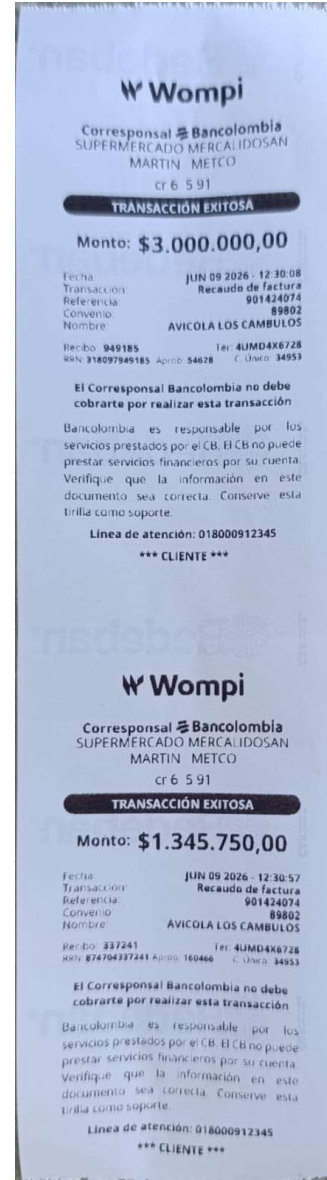 Wompi
Corresponsal Bancolombia
SUPERMERCADO MERCALIDOSAN
MARTIN METCO
cr 6 5 91
TRANSACCIÓN EXITOSA
Monto: $3.000.000,00
Fecha: JUN 09 2026 - 12:30:08
Transacción: Recaudo de factura
Referencia: 901424074
Convenio: 89802
Nombre: AVICOLA LOS CAMBULOS
Recibo: 949185 Ter: 4UMD4X6728
RRN: 318097949185 Aprob: 54628 C. Único: 34953
El Corresponsal Bancolombia no debe
cobrarte por realizar esta transacción
Bancolombia es responsable por los
servicios prestados por el CB. El CB no puede
prestar servicios financieros por su cuenta.
Verifique que la información en este
documento sea correcta. Conserve esta
tirilla como soporte.
Línea de atención: 018000912345
*** CLIENTE ***
Redeban
Wompi
Corresponsal Bancolombia
SUPERMERCADO MERCALIDOSAN
MARTIN METCO
cr 6 5 91
TRANSACCIÓN EXITOSA
Monto: $1.345.750,00
Fecha: JUN 09 2026 - 12:30:57
Transacción: Recaudo de factura
Referencia: 901424074
Convenio: 89802
Nombre: AVICOLA LOS CAMBULOS
Recibo: 337241 Ter: 4UMD4X6728
RRN: 874704337241 Aprob: 160466 C. Único: 34953
El Corresponsal Bancolombia no debe
cobrarte por realizar esta transacción
Bancolombia es responsable por los
servicios prestados por el CB. El CB no puede
prestar servicios financieros por su cuenta.
Verifique que la información en este
documento sea correcta. Conserve esta
tirilla como soporte.
Línea de atención: 018000912345
*** CLIENTE ***